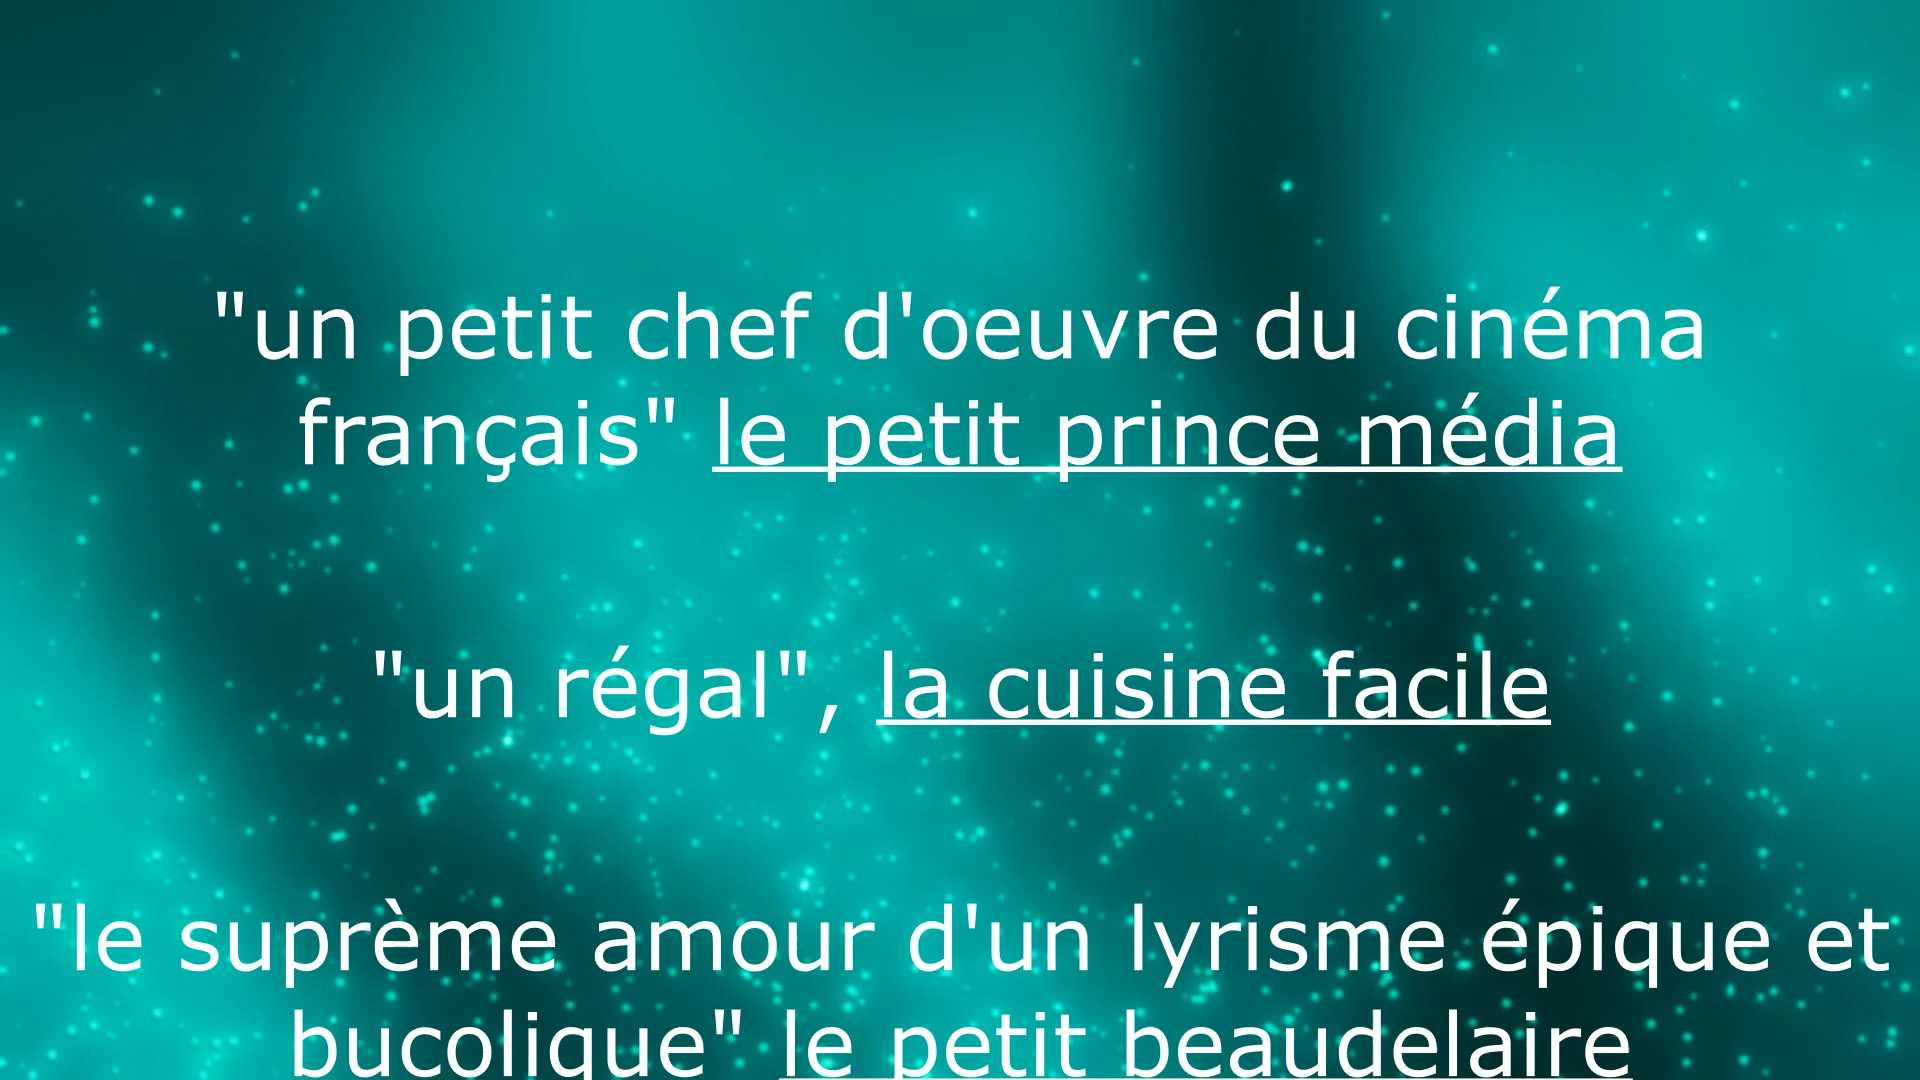 "un petit chef d'oeuvre du cinéma
français" le petit prince média
"un régal", la cuisine facile
"le suprème amour d'un lyrisme épique et
bucolique" le petit beaudelaire